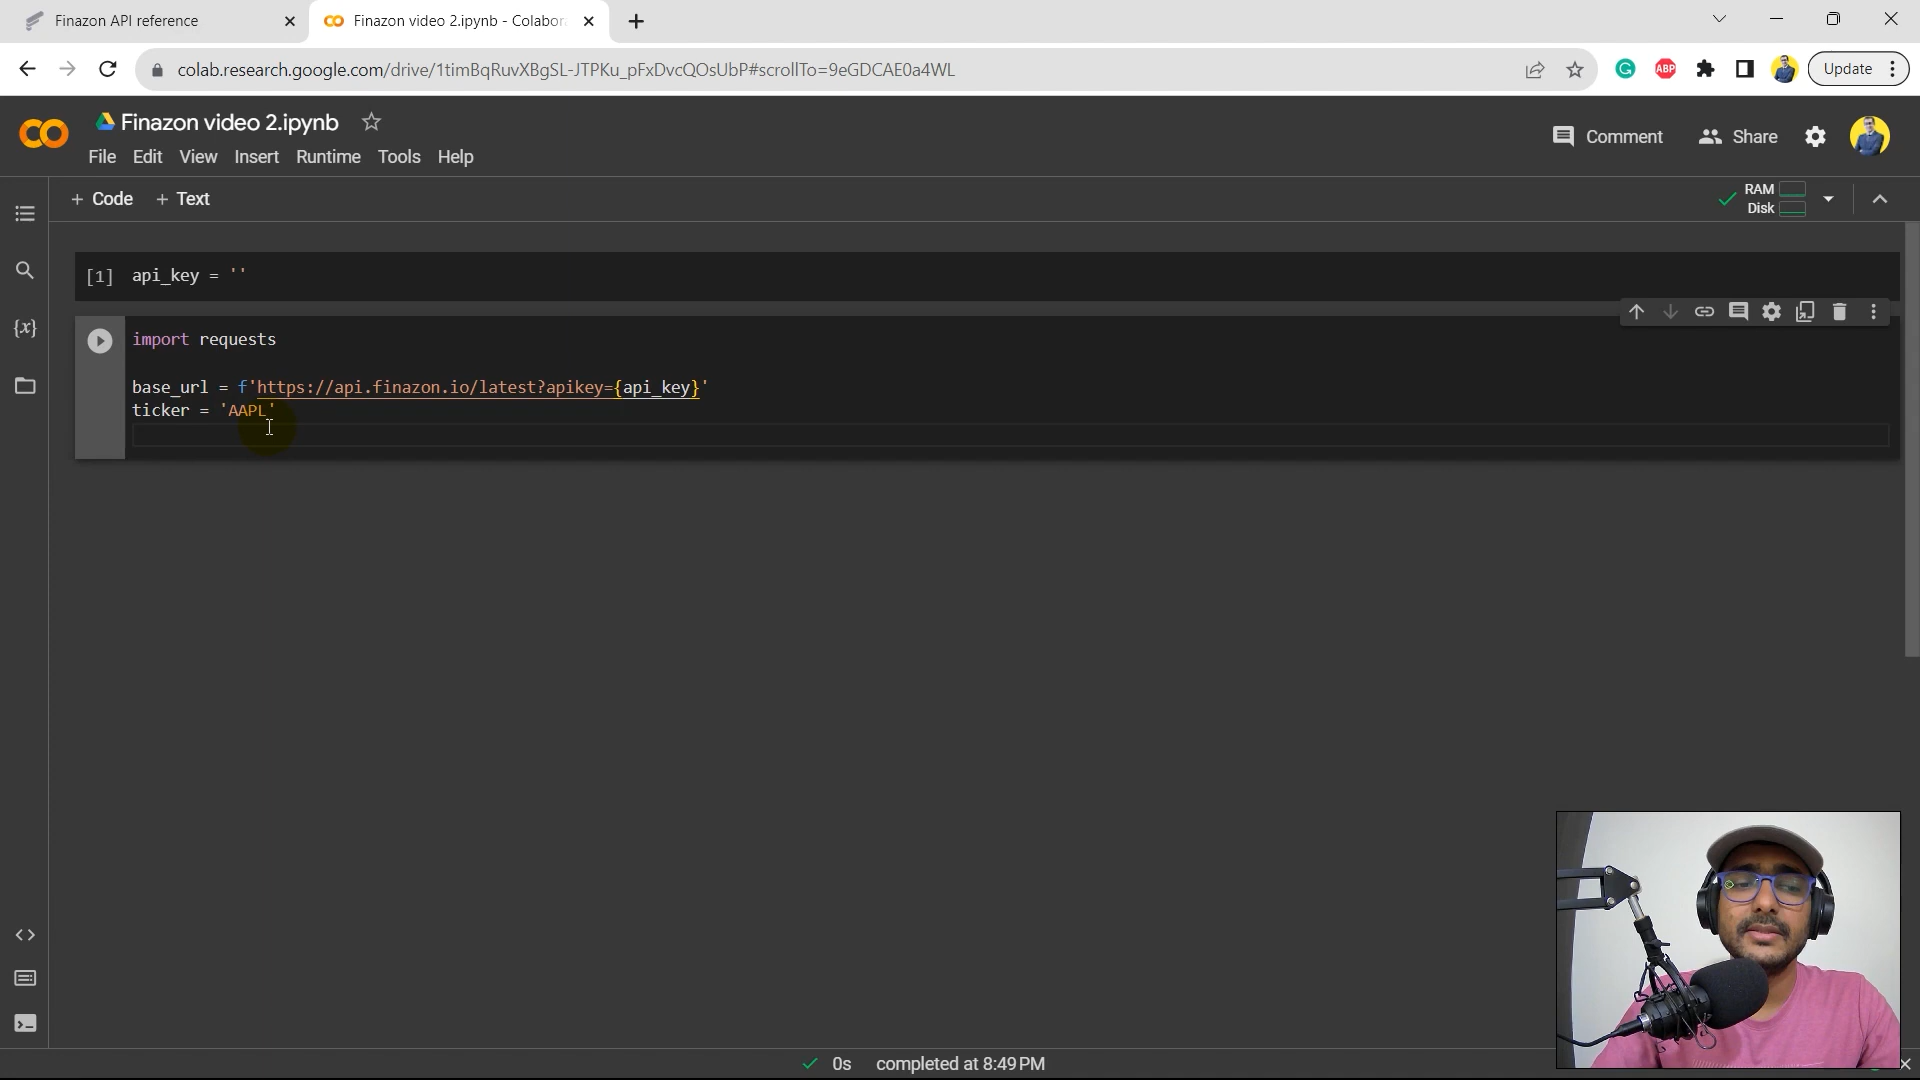 Finazon API reference
Finazon video 2.ipynb - Colabor
colab.research.google.com/drive/1timBqRuvXBgSL-JTPKu_pFxDvcQOsUbP#scrollTo=9eGDCAE0a4WL
G
ABP
Update
Finazon video 2.ipynb
Comment
Share
File Edit View Insert Runtime Tools Help
+ Code + Text
RAM
Disk
{x}
[1] api_key = ''
import requests
base_url = f'https://api.finazon.io/latest?apikey={api_key}'
ticker = 'AAPL'
0s completed at 8:49 PM